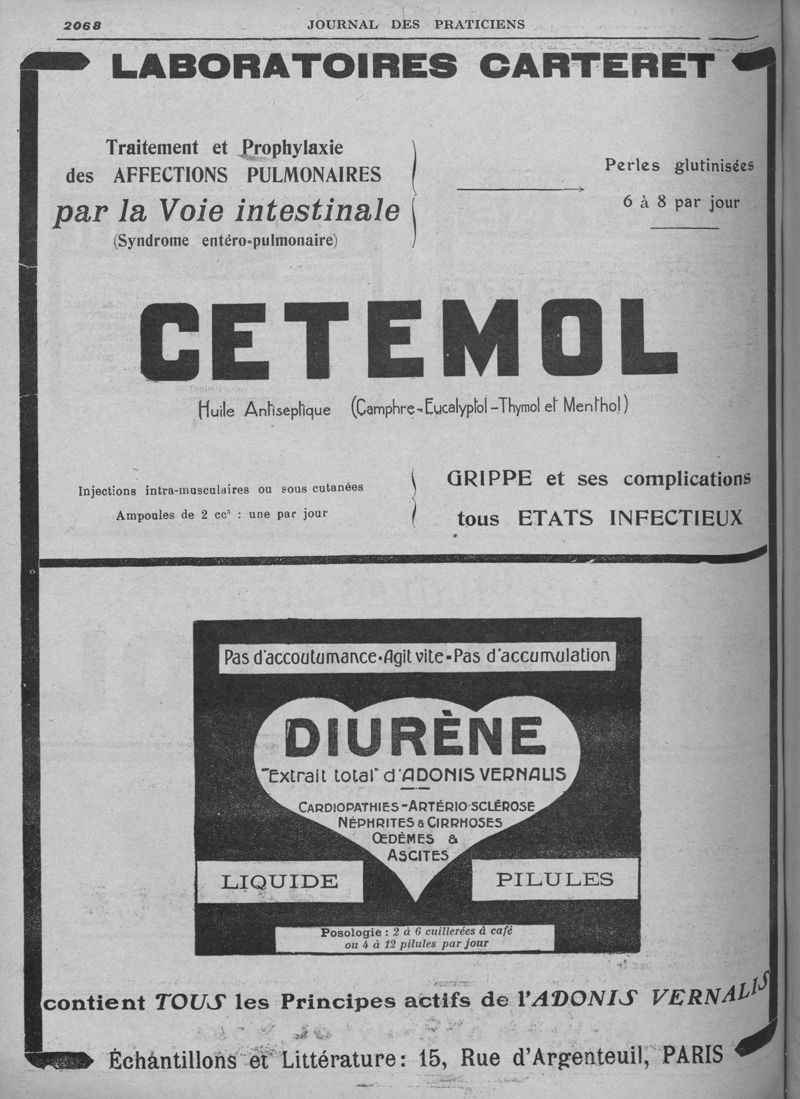 2068
JOURNAL DES PRATICIENS
LABORATOIRES CARTERET
Traitement et Prophylaxie
des AFFECTIONS PULMONAIRES
par la Voie intestinale
(Syndrome entéro-pulmonaire)
Perles glutinisées
6 à 8 par jour
CETEMOL
Huile Antiseptique (Camphre-Eucalyptol-Thymol et Menthol)
Injections intra-musculaires ou sous cutanées
Ampoules de 2 cc³ : une par jour
GRIPPE et ses complications
tous ETATS INFECTIEUX
Pas d'accoutumance-Agit vite-Pas d'accumulation
DIURÈNE
"Extrait total" d'ADONIS VERNALIS
CARDIOPATHIES-ARTÉRIO-SCLÉROSE
NÉPHRITES & CIRRHOSES
ŒDÈMES &
ASCITES
LIQUIDE
PILULES
Posologie : 2 à 6 cuillerées à café
ou 4 à 12 pilules par jour
contient TOUS les Principes actifs de l'ADONIS VERNALIS
Échantillons et Littérature: 15, Rue d'Argenteuil, PARIS